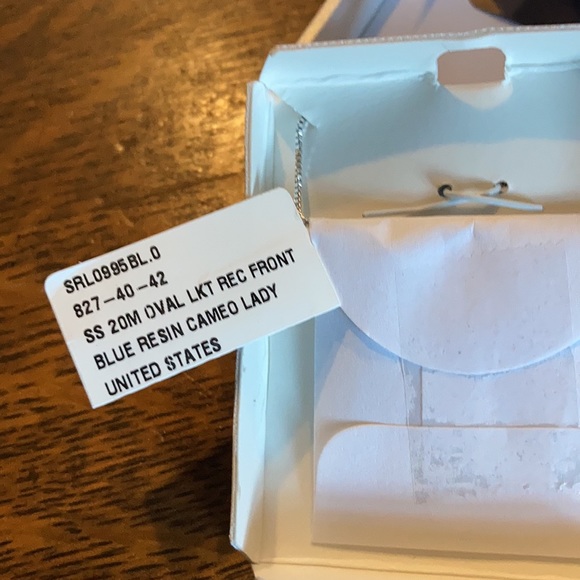 SRL0995BL.0
827-40-42
SS 20M OVAL LKT REC FRONT
BLUE RESIN CAMEO LADY
UNITED STATES